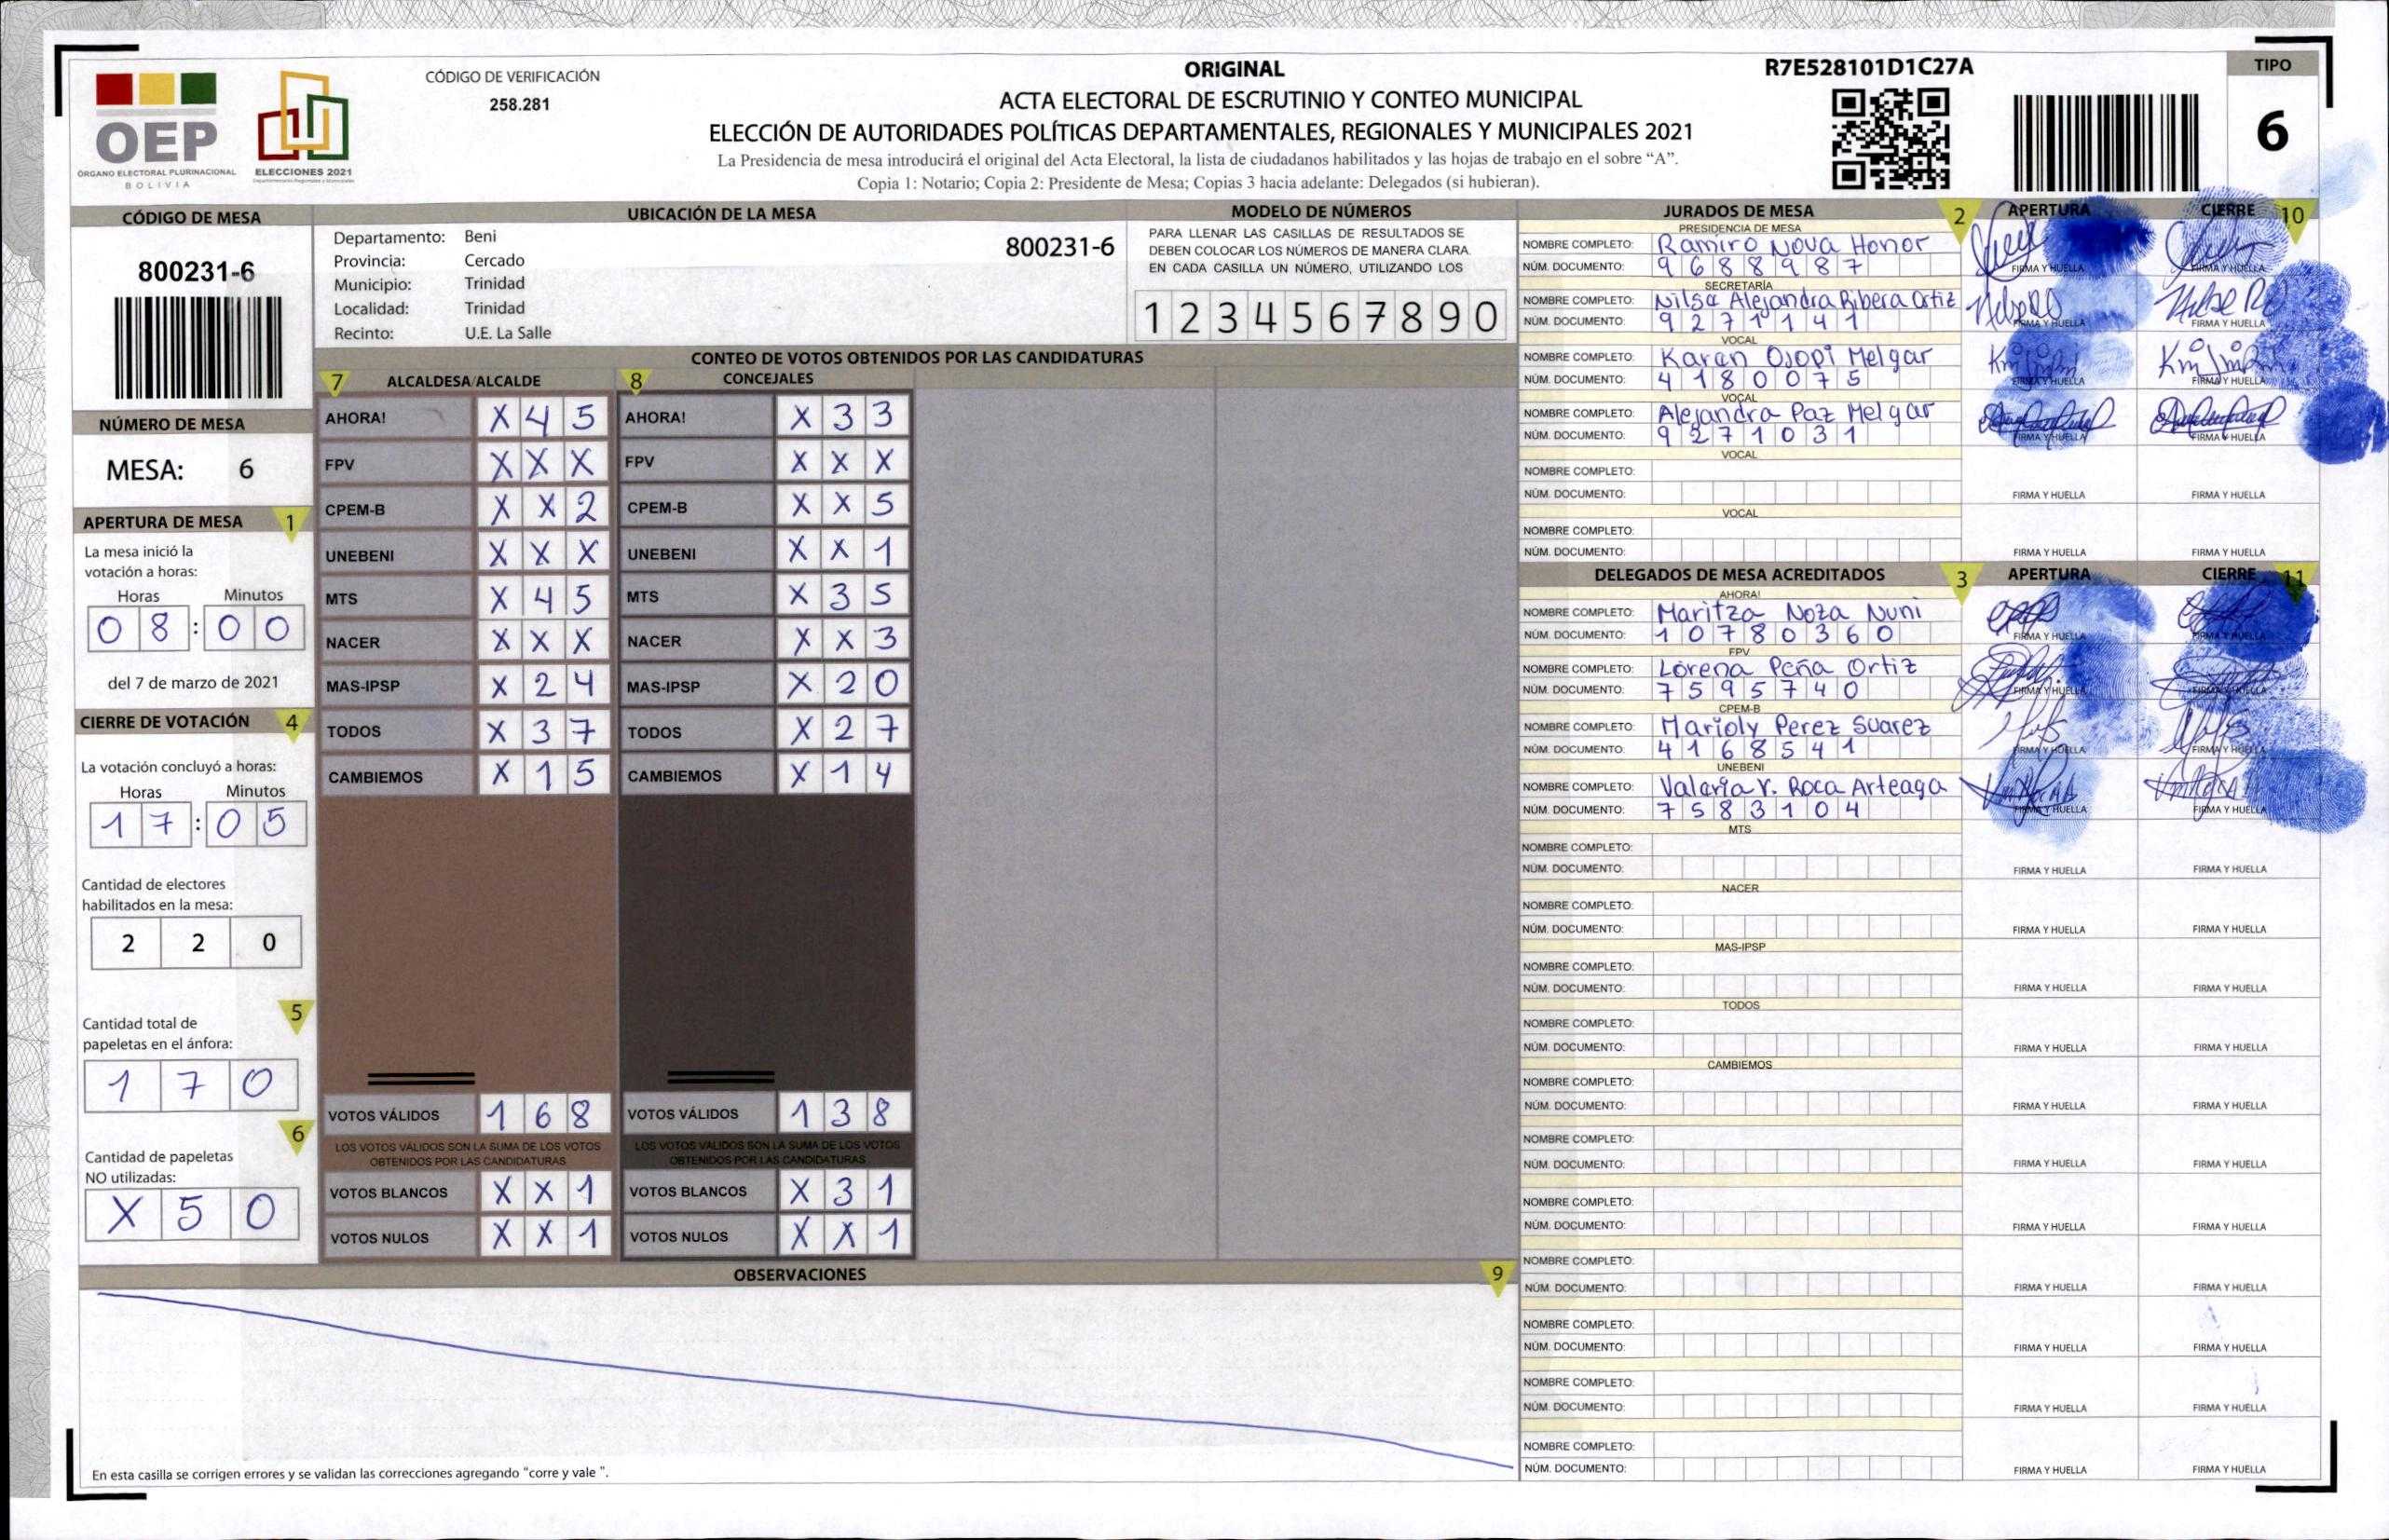 OEP
ÓRGANO ELECTORAL PLURINACIONAL
BOLIVIA
ELECCIONES 2021
CÓDIGO DE VERIFICACIÓN
258.281
ORIGINAL
ACTA ELECTORAL DE ESCRUTINIO Y CONTEO MUNICIPAL
ELECCIÓN DE AUTORIDADES POLÍTICAS DEPARTAMENTALES, REGIONALES Y MUNICIPALES 2021
La Presidencia de mesa introducirá el original del Acta Electoral, la lista de ciudadanos habilitados y las hojas de trabajo en el sobre “A”.
Copia 1: Notario; Copia 2: Presidente de Mesa; Copias 3 hacia adelante: Delegados (si hubieran).
R7E528101D1C27A
TIPO
6
CÓDIGO DE MESA
800231-6
NÚMERO DE MESA
MESA: 6
APERTURA DE MESA 1
La mesa inició la
votación a horas:
Horas Minutos
08:00
del 7 de marzo de 2021
CIERRE DE VOTACIÓN 4
La votación concluyó a horas:
Horas Minutos
17:05
Cantidad de electores
habilitados en la mesa:
2 2 0
5
Cantidad total de
papeletas en el ánfora:
1 7 0
6
Cantidad de papeletas
NO utilizadas:
X 5 0
UBICACIÓN DE LA MESA
Departamento: Beni
800231-6
Provincia: Cercado
Municipio: Trinidad
Localidad: Trinidad
Recinto: U.E. La Salle
MODELO DE NÚMEROS
PARA LLENAR LAS CASILLAS DE RESULTADOS SE
DEBEN COLOCAR LOS NÚMEROS DE MANERA CLARA.
EN CADA CASILLA UN NÚMERO, UTILIZANDO LOS
1 2 3 4 5 6 7 8 9 0
CONTEO DE VOTOS OBTENIDOS POR LAS CANDIDATURAS
7 ALCALDESA/ALCALDE 8 CONCEJALES
AHORA! X 4 5 AHORA! X 3 3
FPV X X X FPV X X X
CPEM-B X X 2 CPEM-B X X 5
UNEBENI X X X UNEBENI X X 1
MTS X 4 5 MTS X 3 5
NACER X X X NACER X X 3
MAS-IPSP X 2 4 MAS-IPSP X 2 0
TODOS X 3 7 TODOS X 2 7
CAMBIEMOS X 1 5 CAMBIEMOS X 1 4
VOTOS VÁLIDOS 1 6 8 VOTOS VÁLIDOS 1 3 8
LOS VOTOS VÁLIDOS SON LA SUMA DE LOS VOTOS LOS VOTOS VÁLIDOS SON LA SUMA DE LOS VOTOS
OBTENIDOS POR LAS CANDIDATURAS OBTENIDOS POR LAS CANDIDATURAS
VOTOS BLANCOS X X 1 VOTOS BLANCOS X 3 1
VOTOS NULOS X X 1 VOTOS NULOS X X 1
OBSERVACIONES 9
En esta casilla se corrigen errores y se validan las correcciones agregando “corre y vale ”.
JURADOS DE MESA 2 APERTURA CIERRE 10
PRESIDENCIA DE MESA
NOMBRE COMPLETO: Ramiro Nova Honor
NÚM. DOCUMENTO: 9688987 FIRMA Y HUELLA FIRMA Y HUELLA
SECRETARÍA
NOMBRE COMPLETO: Nilsa Alejandra Ribera Ortiz
NÚM. DOCUMENTO: 9271141 FIRMA Y HUELLA FIRMA Y HUELLA
VOCAL
NOMBRE COMPLETO: Karen Ojopi Melgar
NÚM. DOCUMENTO: 4180075 FIRMA Y HUELLA FIRMA Y HUELLA
VOCAL
NOMBRE COMPLETO: Alejandra Paz Melgar
NÚM. DOCUMENTO: 9271031 FIRMA Y HUELLA FIRMA Y HUELLA
VOCAL
NOMBRE COMPLETO:
NÚM. DOCUMENTO: FIRMA Y HUELLA FIRMA Y HUELLA
VOCAL
NOMBRE COMPLETO:
NÚM. DOCUMENTO: FIRMA Y HUELLA FIRMA Y HUELLA
DELEGADOS DE MESA ACREDITADOS 3 APERTURA CIERRE 11
AHORA!
NOMBRE COMPLETO: Maritza Noza Nuni
NÚM. DOCUMENTO: 10780360 FIRMA Y HUELLA FIRMA Y HUELLA
FPV
NOMBRE COMPLETO: Lorena Peña Ortiz
NÚM. DOCUMENTO: 7595740 FIRMA Y HUELLA FIRMA Y HUELLA
CPEM-B
NOMBRE COMPLETO: Marioly Perez Suarez
NÚM. DOCUMENTO: 4168541 FIRMA Y HUELLA FIRMA Y HUELLA
UNEBENI
NOMBRE COMPLETO: Valeria V. Roca Arteaga
NÚM. DOCUMENTO: 7583104 FIRMA Y HUELLA FIRMA Y HUELLA
MTS
NOMBRE COMPLETO:
NÚM. DOCUMENTO: FIRMA Y HUELLA FIRMA Y HUELLA
NACER
NOMBRE COMPLETO:
NÚM. DOCUMENTO: FIRMA Y HUELLA FIRMA Y HUELLA
MAS-IPSP
NOMBRE COMPLETO:
NÚM. DOCUMENTO: FIRMA Y HUELLA FIRMA Y HUELLA
TODOS
NOMBRE COMPLETO:
NÚM. DOCUMENTO: FIRMA Y HUELLA FIRMA Y HUELLA
CAMBIEMOS
NOMBRE COMPLETO:
NÚM. DOCUMENTO: FIRMA Y HUELLA FIRMA Y HUELLA
NOMBRE COMPLETO:
NÚM. DOCUMENTO: FIRMA Y HUELLA FIRMA Y HUELLA
NOMBRE COMPLETO:
NÚM. DOCUMENTO: FIRMA Y HUELLA FIRMA Y HUELLA
NOMBRE COMPLETO:
NÚM. DOCUMENTO: FIRMA Y HUELLA FIRMA Y HUELLA
NOMBRE COMPLETO:
NÚM. DOCUMENTO: FIRMA Y HUELLA FIRMA Y HUELLA
NOMBRE COMPLETO:
NÚM. DOCUMENTO: FIRMA Y HUELLA FIRMA Y HUELLA
NOMBRE COMPLETO:
NÚM. DOCUMENTO: FIRMA Y HUELLA FIRMA Y HUELLA